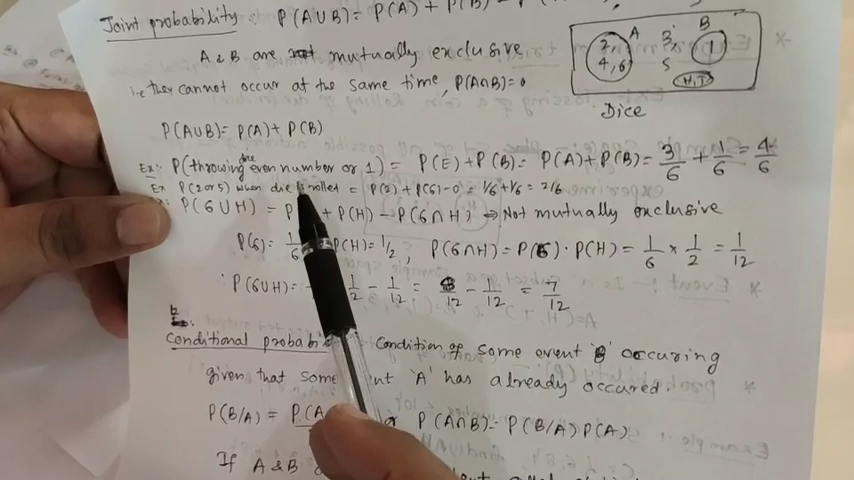 Joint probability : P(A∪B) = P(A) + P(B) -
A & B are mutually exclusive
i.e they cannot occur at the same time, P(A∩B)=0
A B
2, 3, 1
4, 6 5
H, T
Dice
P(A∪B) = P(A) + P(B)
Ex: P(throwing die even number or 1) = P(E) + P(B) = P(A) + P(B) = 3/6 + 1/6 = 4/6
Ex P(2 or 5) when die rolled = P(2) + P(5) - 0 = 1/6 + 1/6 = 2/6
P(6∪H) = P + P(H) - P(6∩H) → Not mutually exclusive
P(6) = 1/6 P(H) = 1/2, P(6∩H) = P(6) · P(H) = 1/6 × 1/2 = 1/12
∴ P(6∪H) = 1/2 - 1/12 = 8/12 - 1/12 = 7/12
Conditional probabi Condition of some event 'B' occuring
given that some 'A' has already occured.
P(B/A) = P(A P(A∩B) = P(B/A) P(A)
If A & B